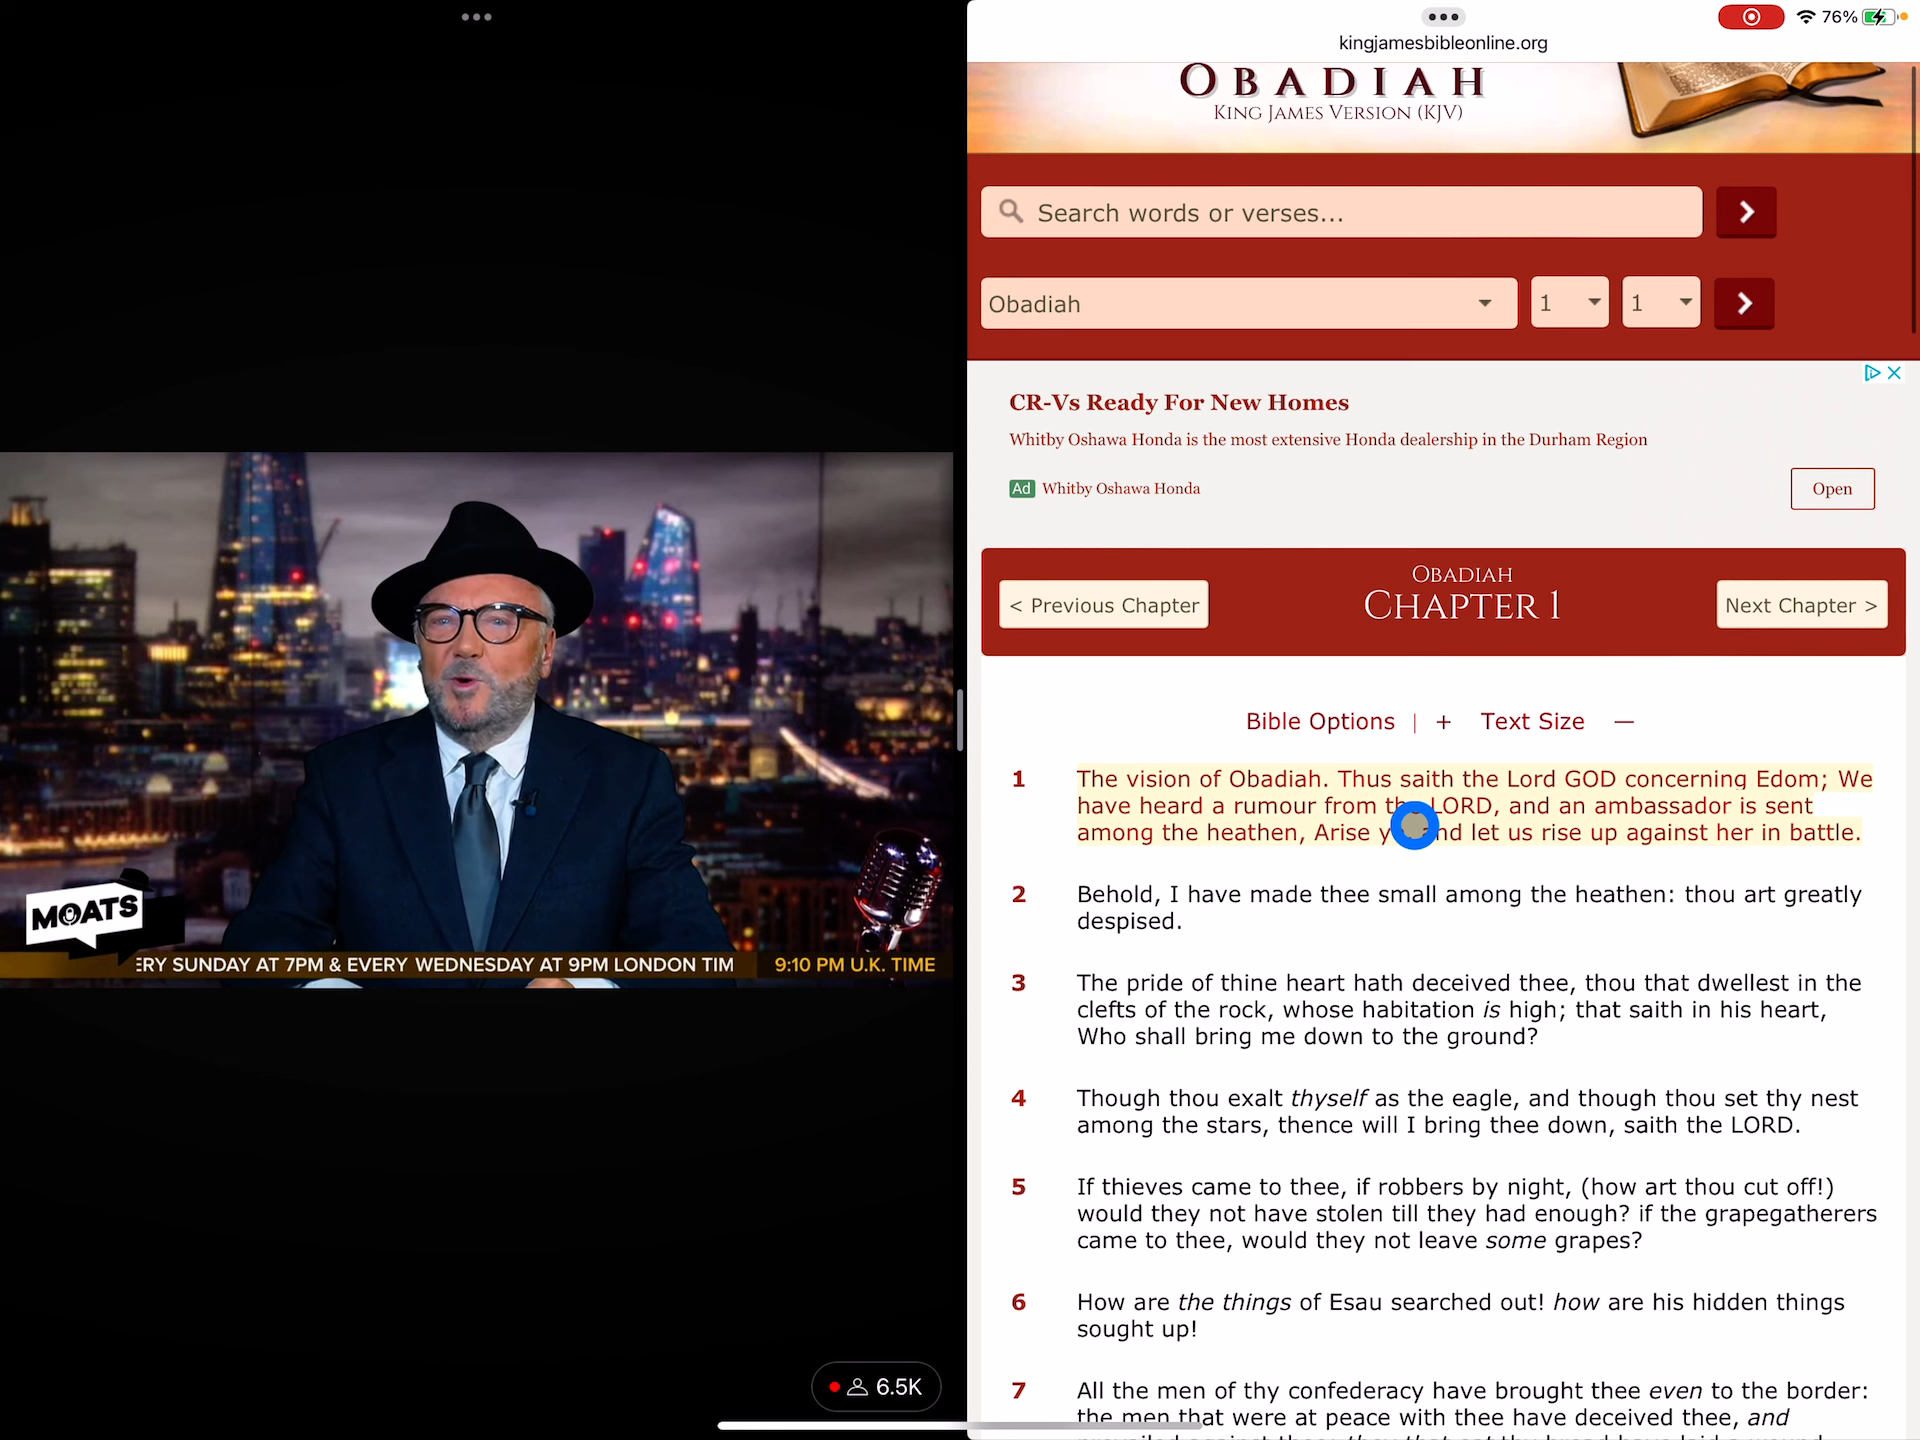 MOATS
ERY SUNDAY AT 7PM & EVERY WEDNESDAY AT 9PM LONDON TIM
9:10 PM U.K. TIME
6.5K
76%
kingjamesbibleonline.org
OBADIAH
KING JAMES VERSION (KJV)
Search words or verses...
Obadiah 1 1
CR-Vs Ready For New Homes
Whitby Oshawa Honda is the most extensive Honda dealership in the Durham Region
Ad Whitby Oshawa Honda
Open
< Previous Chapter
OBADIAH
CHAPTER 1
Next Chapter >
Bible Options | + Text Size —
1 The vision of Obadiah. Thus saith the Lord GOD concerning Edom; We
have heard a rumour from the LORD, and an ambassador is sent
among the heathen, Arise y and let us rise up against her in battle.
2 Behold, I have made thee small among the heathen: thou art greatly
despised.
3 The pride of thine heart hath deceived thee, thou that dwellest in the
clefts of the rock, whose habitation is high; that saith in his heart,
Who shall bring me down to the ground?
4 Though thou exalt thyself as the eagle, and though thou set thy nest
among the stars, thence will I bring thee down, saith the LORD.
5 If thieves came to thee, if robbers by night, (how art thou cut off!)
would they not have stolen till they had enough? if the grapegatherers
came to thee, would they not leave some grapes?
6 How are the things of Esau searched out! how are his hidden things
sought up!
7 All the men of thy confederacy have brought thee even to the border:
the men that were at peace with thee have deceived thee, and